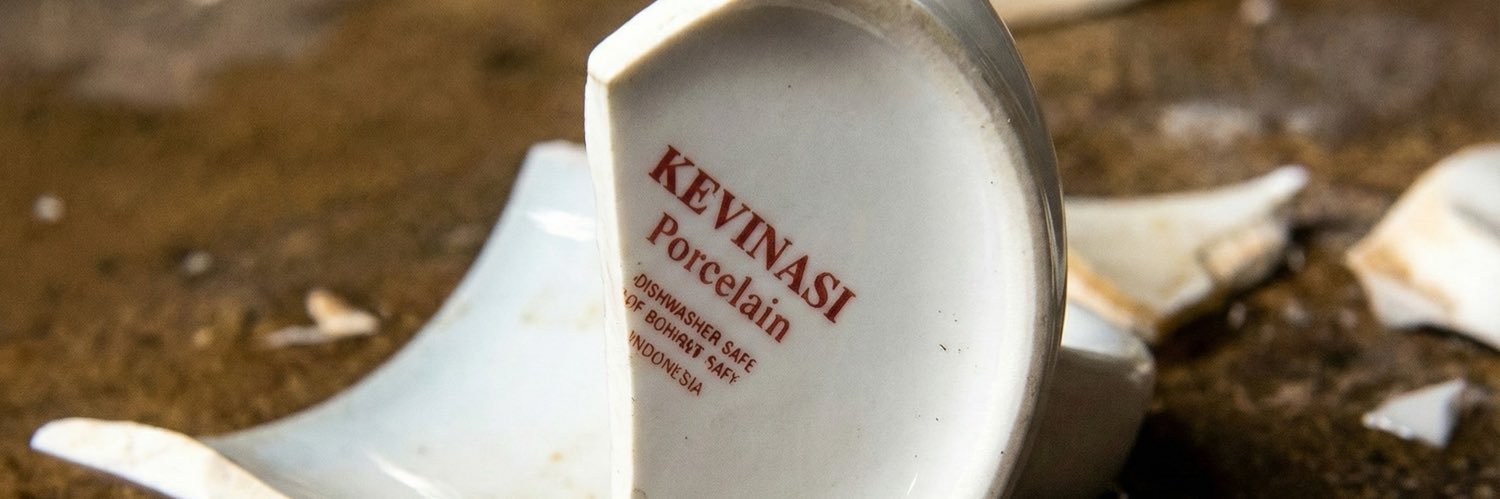 KEVINASI
Porcelain
DISHWASHER SAFE
INDONESIA